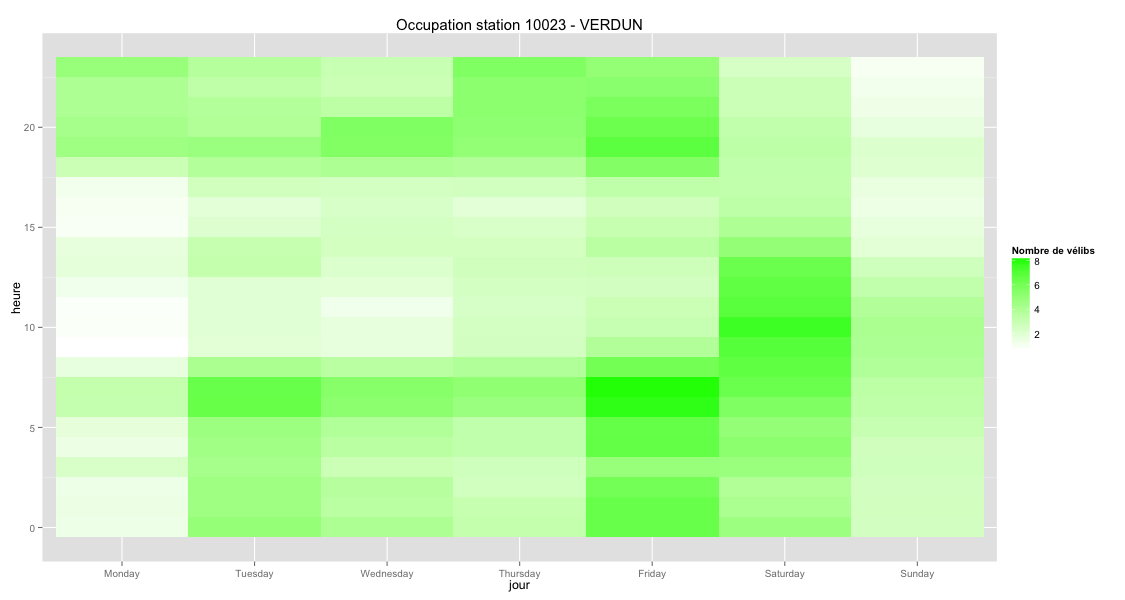 Occupation station 10023 - VERDUN
heure
20
15
10
5
0
Monday Tuesday Wednesday Thursday Friday Saturday Sunday
jour
Nombre de vélibs
8
6
4
2